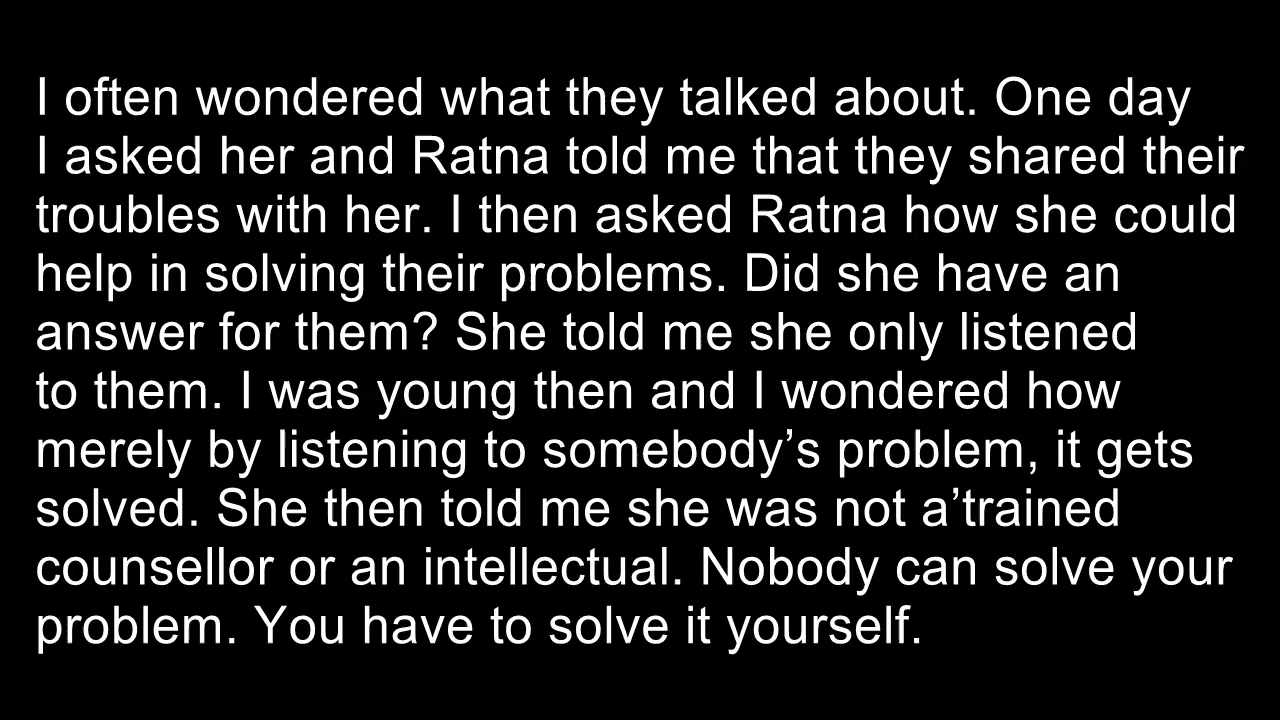 I often wondered what they talked about. One day
I asked her and Ratna told me that they shared their
troubles with her. I then asked Ratna how she could
help in solving their problems. Did she have an
answer for them? She told me she only listened
to them. I was young then and I wondered how
merely by listening to somebody’s problem, it gets
solved. She then told me she was not a’trained
counsellor or an intellectual. Nobody can solve your
problem. You have to solve it yourself.